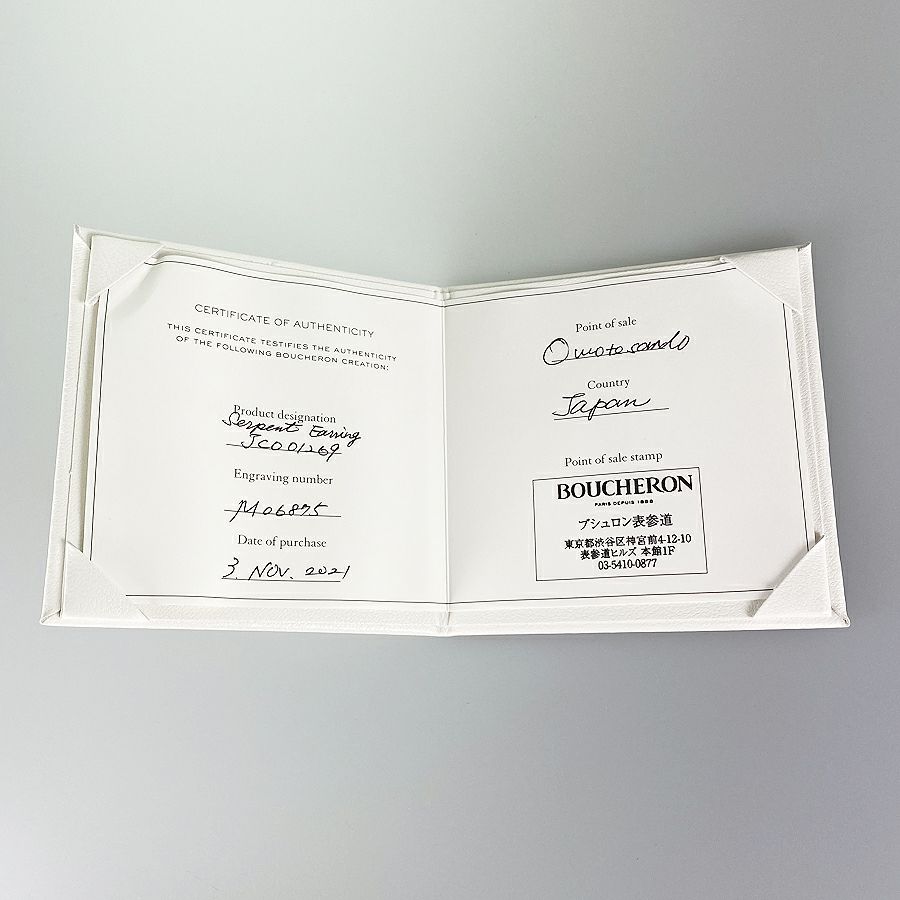 CERTIFICATE OF AUTHENTICITY
THIS CERTIFICATE TESTIFIES THE AUTHENTICITY
OF THE FOLLOWING BOUCHERON CREATION:
Product designation
Serpent Earring
JCO01269
Engraving number
M06875
Date of purchase
3. NOV. 2021
Point of sale
Omotesando
Country
Japan
Point of sale stamp
BOUCHERON
PARIS DEPUIS 1858
ブシュロン表参道
東京都渋谷区神宮前4-12-10
表参道ヒルズ 本館1F
03-5410-0877